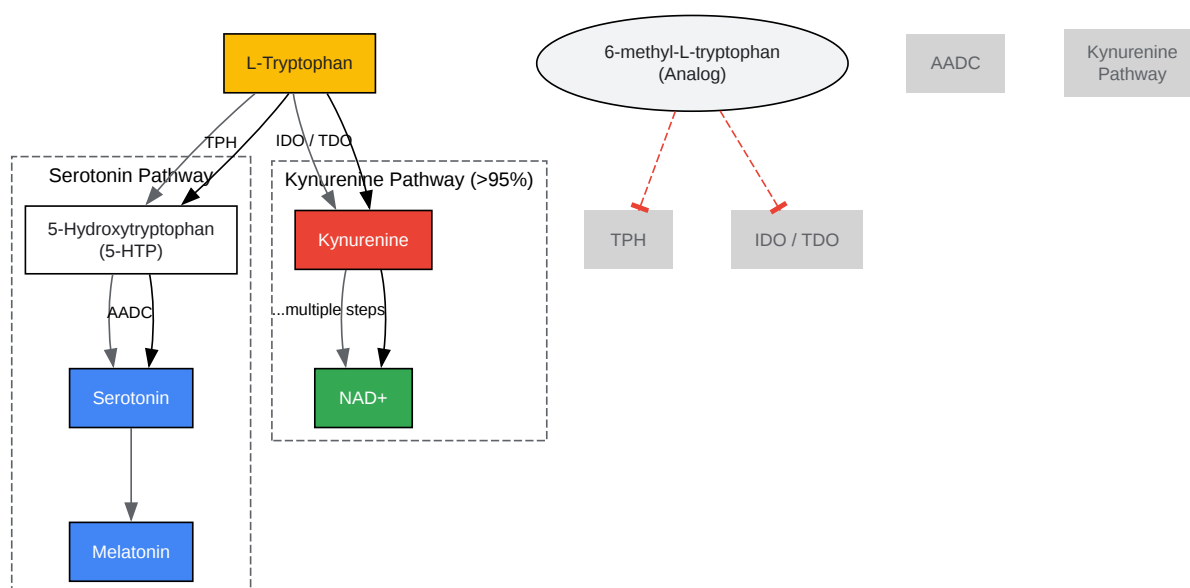 L-Tryptophan
6-methyl-L-tryptophan
(Analog)
AADC
Kynurenine
Pathway
TPH
IDO / TDO
Serotonin Pathway
Kynurenine Pathway (>95%)
5-Hydroxytryptophan
(5-HTP)
Kynurenine
TPH
IDO / TDO
AADC
...multiple steps
Serotonin
NAD+
Melatonin